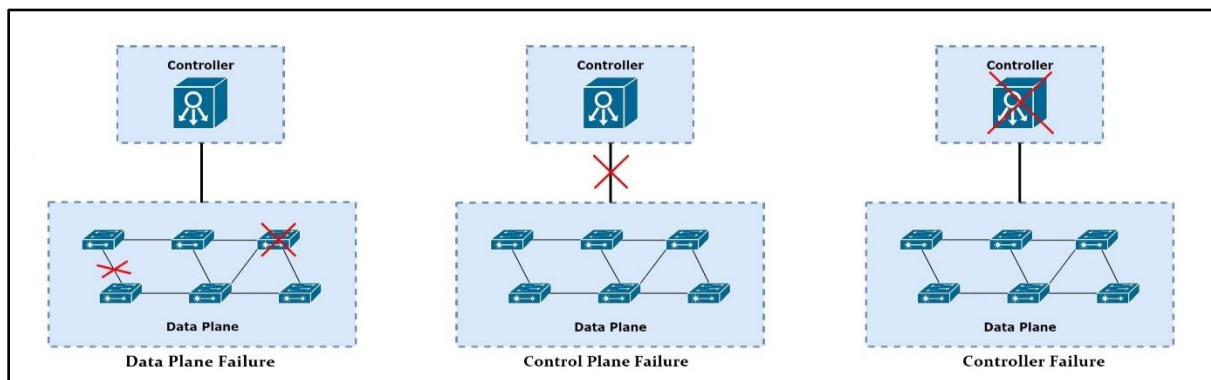 Controller
Data Plane
Data Plane Failure
Controller
Data Plane
Control Plane Failure
Controller
Data Plane
Controller Failure